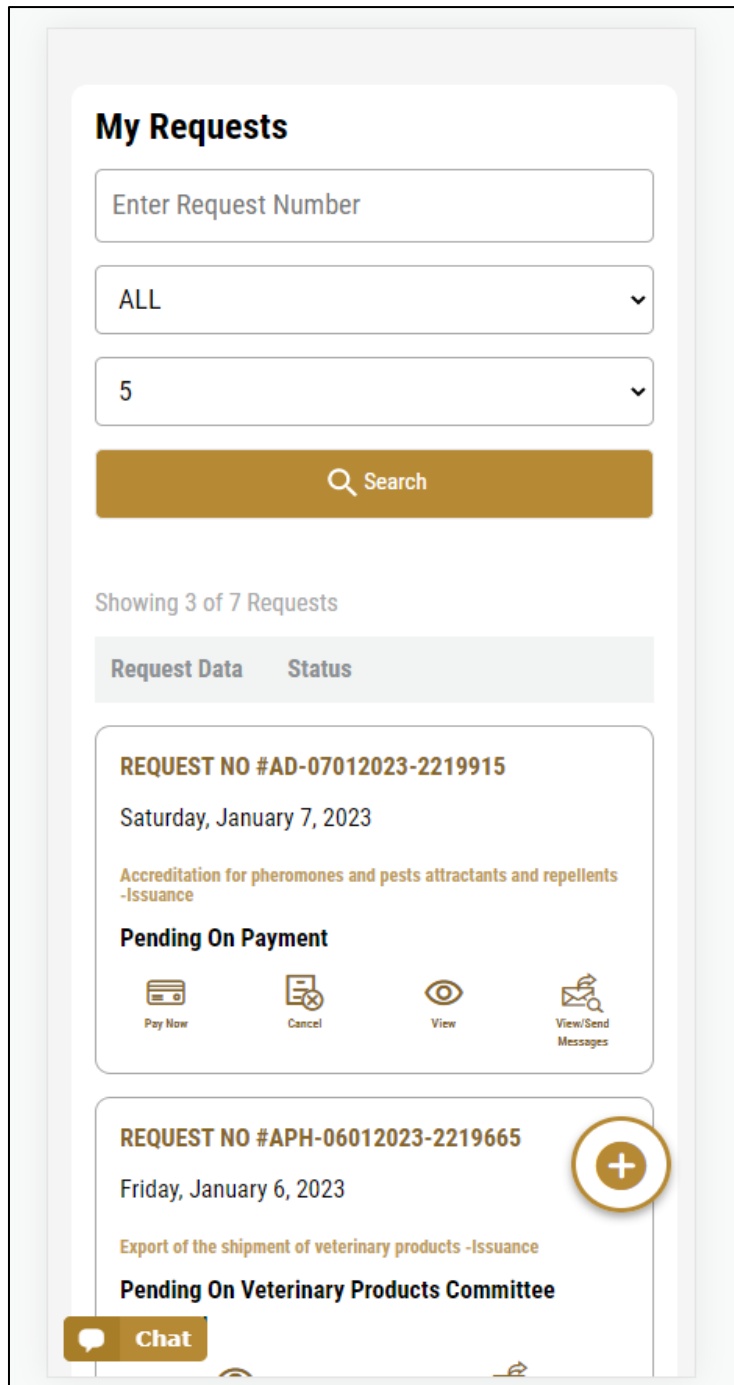 My Requests
Enter Request Number
ALL
5
Search
Showing 3 of 7 Requests
Request Data Status
REQUEST NO #AD-07012023-2219915
Saturday, January 7, 2023
Accreditation for pheromones and pests attractants and repellents
-Issuance
Pending On Payment
Pay Now Cancel View View/Send
Messages
REQUEST NO #APH-06012023-2219665
Friday, January 6, 2023
Export of the shipment of veterinary products -Issuance
Pending On Veterinary Products Committee
Chat